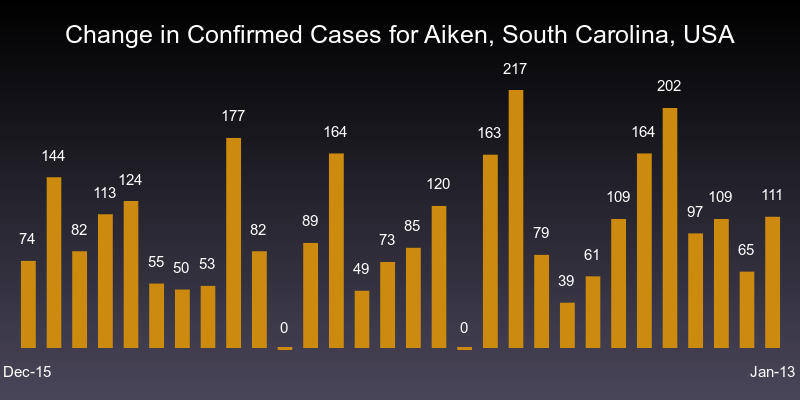 Change in Confirmed Cases for Aiken, South Carolina, USA
74 144 82 113 124 55 50 53 177 82 0 89 164 49 73 85 120 0 163 217 79 39 61 109 164 202 97 109 65 111
Dec-15 Jan-13